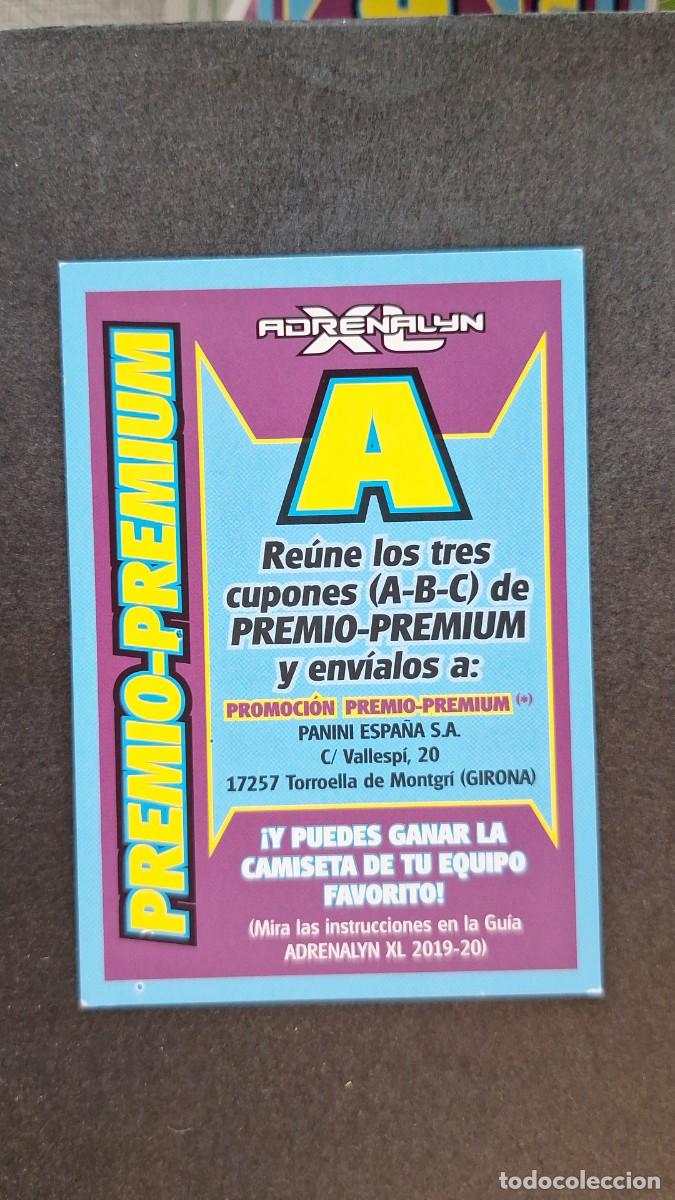 ADRENALYN
XL
PREMIO-PREMIUM
A
Reúne los tres
cupones (A-B-C) de
PREMIO-PREMIUM
y envíalos a:
PROMOCIÓN PREMIO-PREMIUM (*)
PANINI ESPAÑA S.A.
C/ Vallespí, 20
17257 Torroella de Montgrí (GIRONA)
¡Y PUEDES GANAR LA
CAMISETA DE TU EQUIPO
FAVORITO!
(Mira las instrucciones en la Guía
ADRENALYN XL 2019-20)
todocoleccion